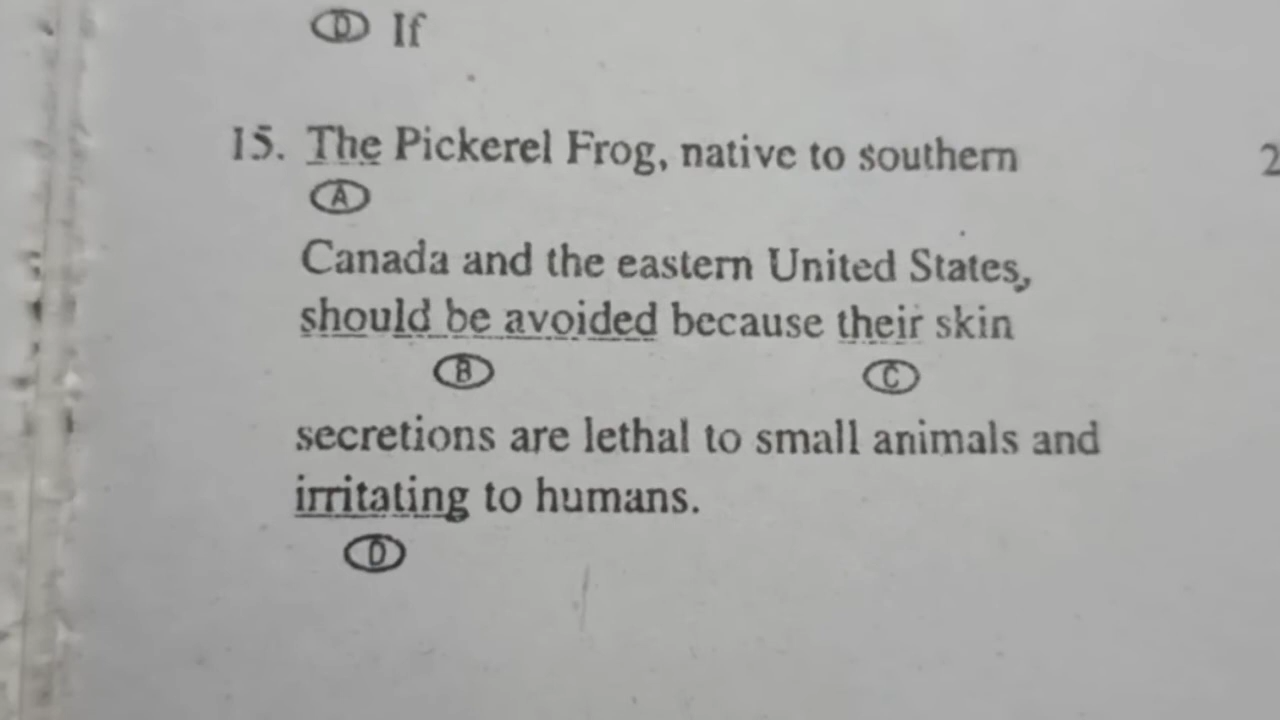 D If
15. The Pickerel Frog, native to southern
A
Canada and the eastern United States,
should be avoided because their skin
B C
secretions are lethal to small animals and
irritating to humans.
D
2